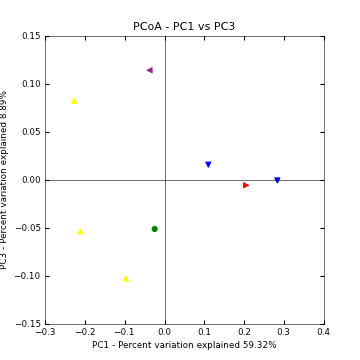 PCoA - PC1 vs PC3
0.15
0.10
0.05
0.00
−0.05
−0.10
−0.15
PC3 - Percent variation explained 8.89%
−0.3 −0.2 −0.1 0.0 0.1 0.2 0.3 0.4
PC1 - Percent variation explained 59.32%